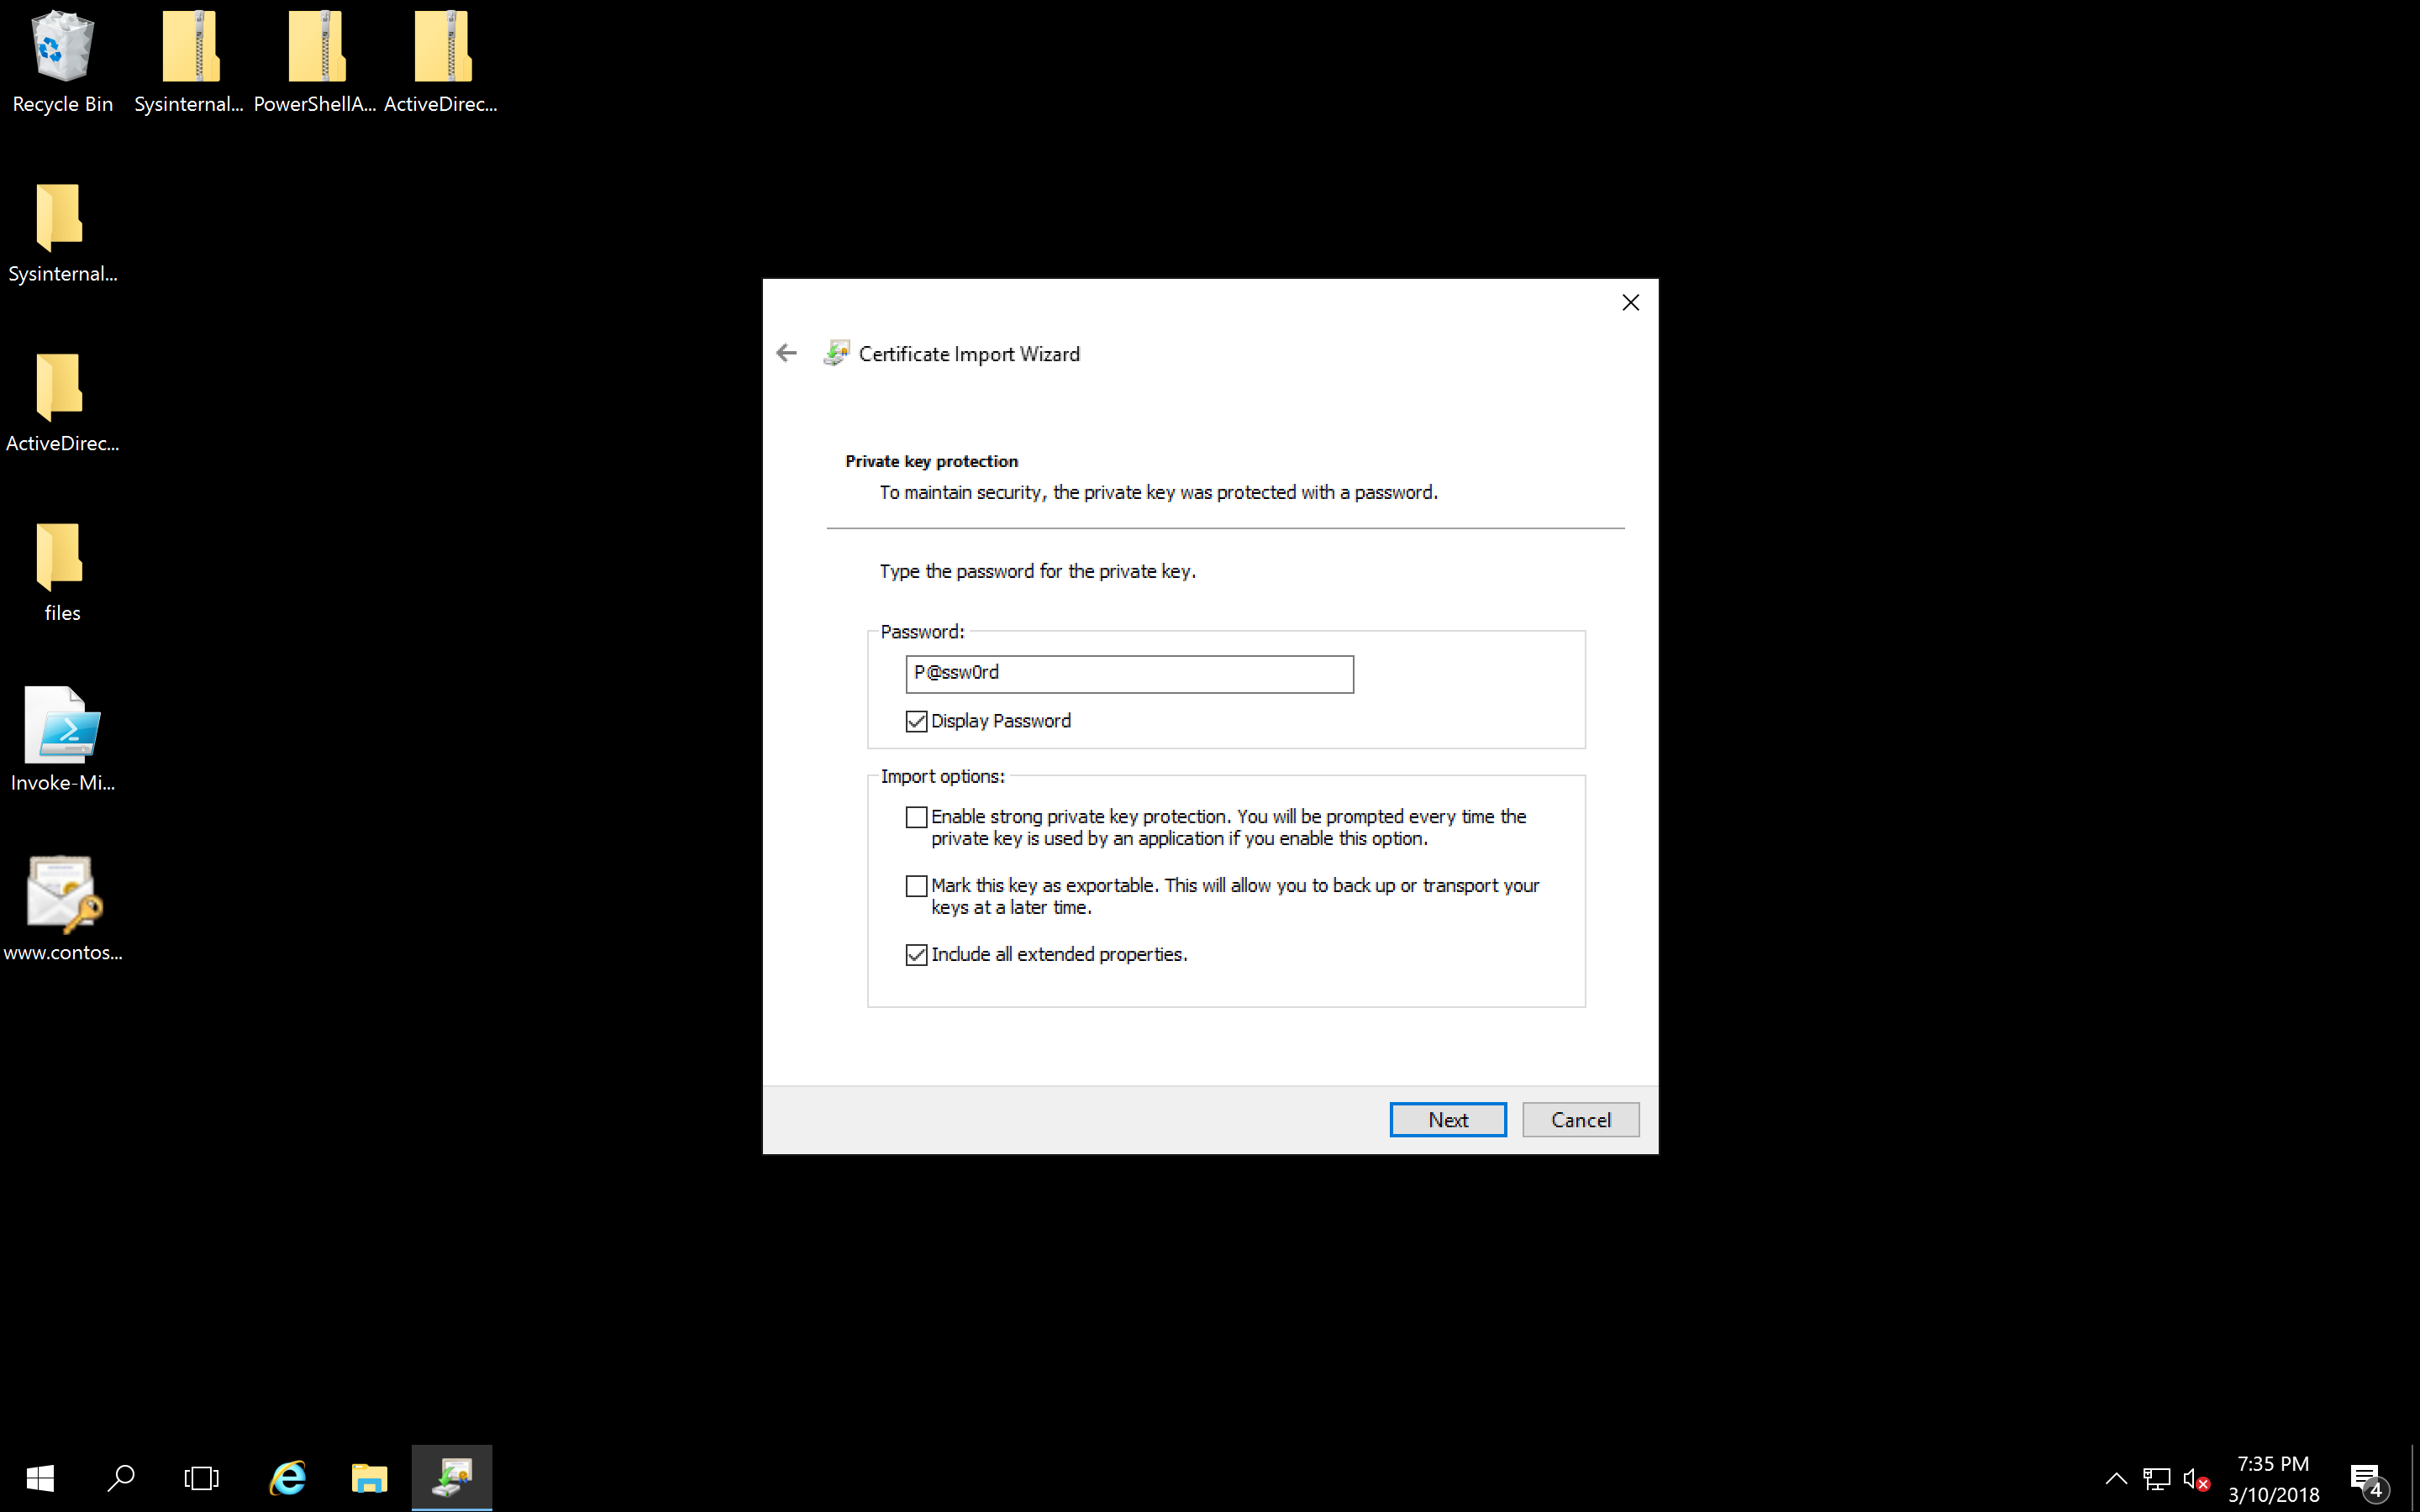 Recycle Bin
Sysinternal...
PowerShellA...
ActiveDirec...
Sysinternal...
ActiveDirec...
files
Invoke-Mi...
www.contos...
Certificate Import Wizard
Private key protection
To maintain security, the private key was protected with a password.
Type the password for the private key.
Password:
P@ssw0rd
Display Password
Import options:
Enable strong private key protection. You will be prompted every time the
private key is used by an application if you enable this option.
Mark this key as exportable. This will allow you to back up or transport your
keys at a later time.
Include all extended properties.
Next
Cancel
7:35 PM
3/10/2018
4